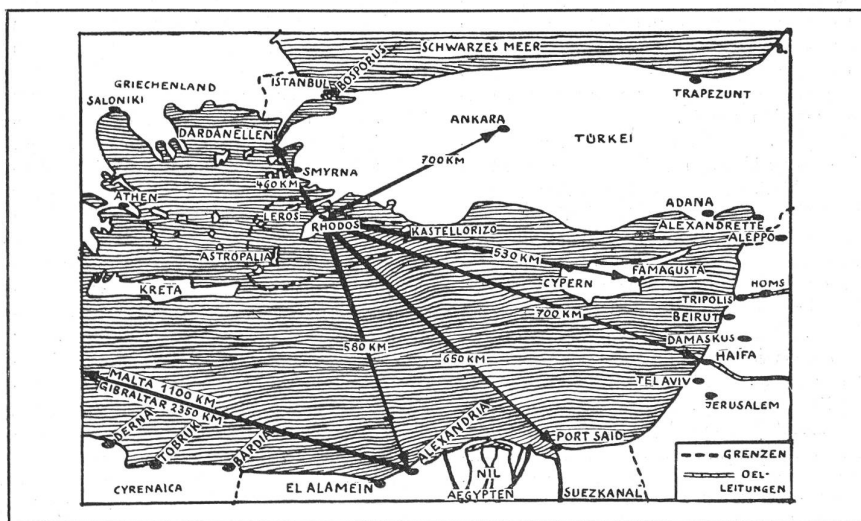 SCHWARZES MEER
BOSPORUS
ISTANBUL
GRIECHENLAND
SALONIKI
TRAPEZUNT
ANKARA
TÜRKEI
DARDANELLEN
700 KM
SMYRNA
460 KM
ATHEN
LEROS
RHODOS
KASTELLORIZO
ADANA
ALEXANDRETTE
ALEPPO
ASTROPALIA
530 KM
FAMAGUSTA
CYPERN
KRETA
HOMS
TRIPOLIS
700 KM
BEIRUT
DAMASKUS
HAIFA
580 KM
650 KM
TEL AVIV
JERUSALEM
MALTA 1100 KM
GIBRALTAR 2350 KM
DERNA
TOBRUK
BARDIA
ALEXANDRIA
PORT SAID
GRENZEN
OEL-
LEITUNGEN
NIL
CYRENAICA
EL ALAMEIN
AEGYPTEN
SUEZKANAL